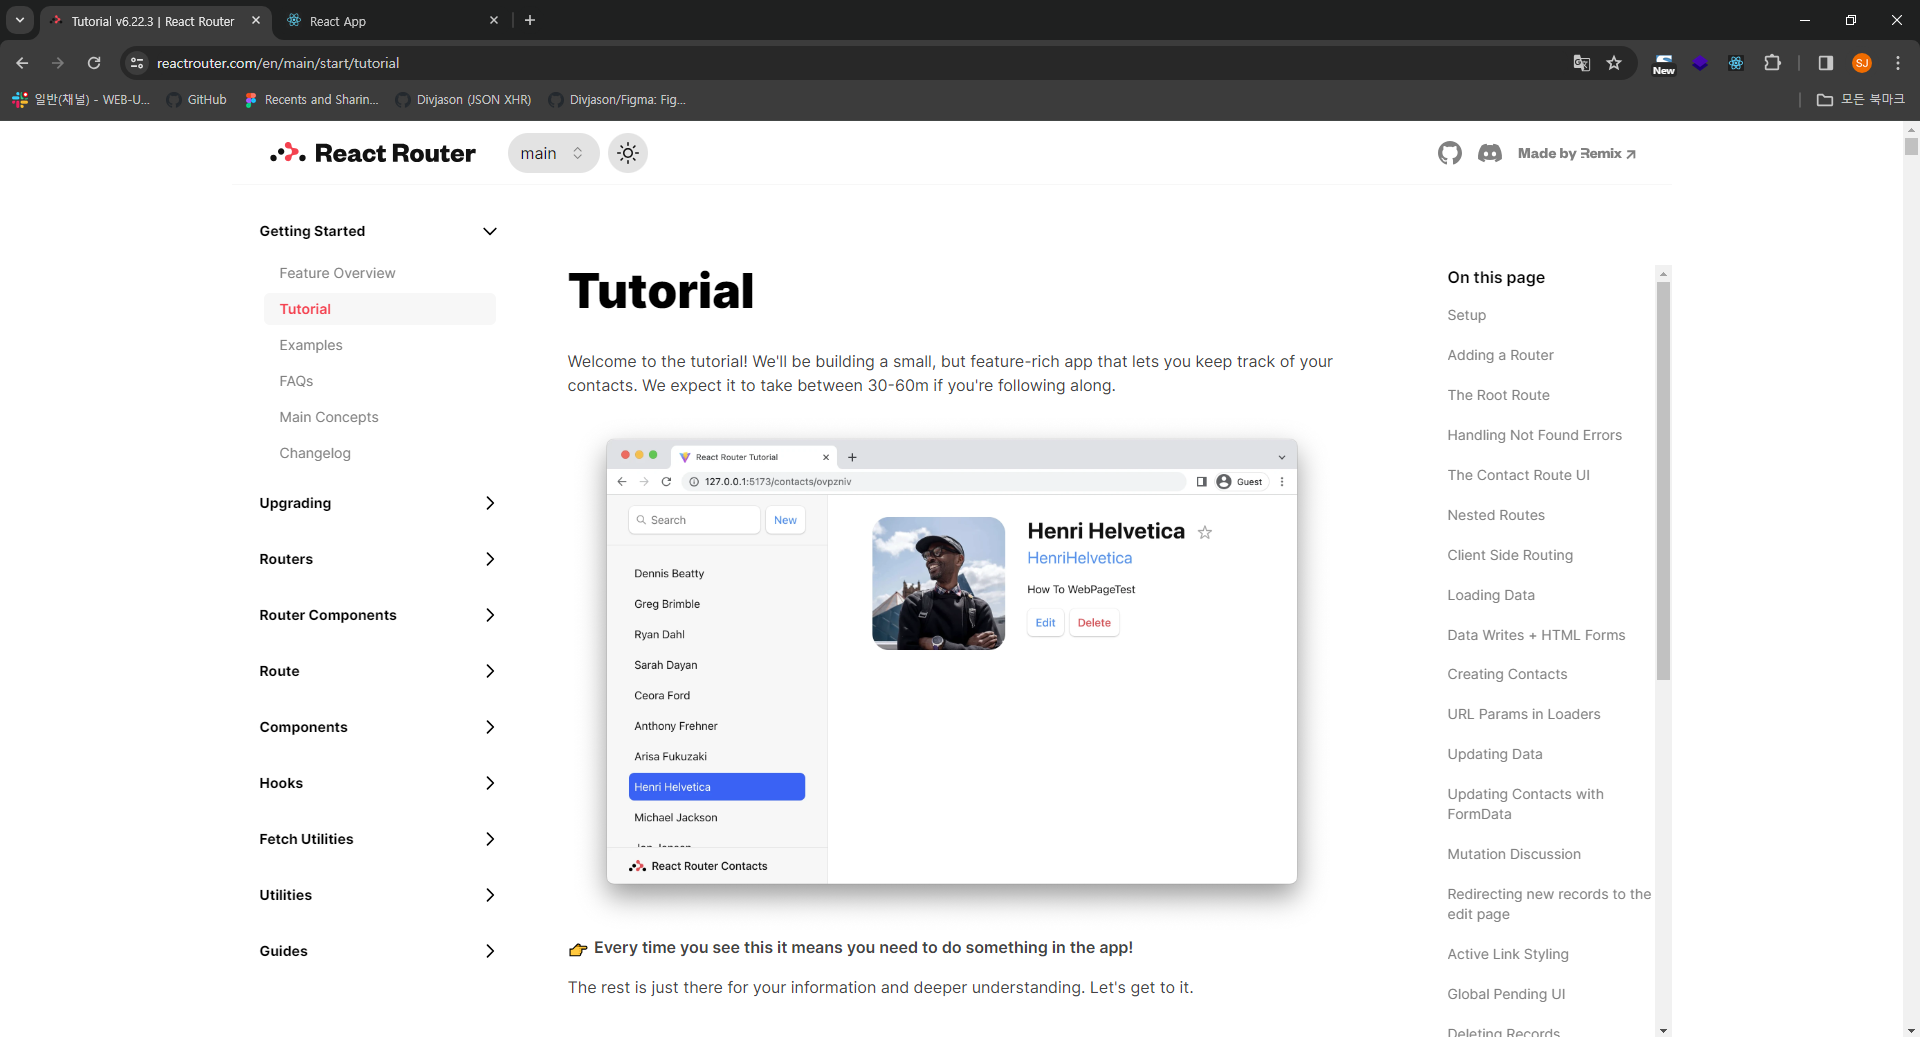 Tutorial v6.22.3 | React Router
React App
reactrouter.com/en/main/start/tutorial
New
SJ
일반(채널) - WEB-U...
GitHub
Recents and Sharin...
Divjason (JSON XHR)
Divjason/Figma: Fig...
모든 북마크
React Router
main
Made by Remix
Getting Started
Feature Overview
Tutorial
Examples
FAQs
Main Concepts
Changelog
Upgrading
Routers
Router Components
Route
Components
Hooks
Fetch Utilities
Utilities
Guides
Tutorial
Welcome to the tutorial! We'll be building a small, but feature-rich app that lets you keep track of your
contacts. We expect it to take between 30-60m if you're following along.
React Router Tutorial
127.0.0.1:5173/contacts/ovpzniv
Guest
Search
New
Dennis Beatty
Greg Brimble
Ryan Dahl
Sarah Dayan
Ceora Ford
Anthony Frehner
Arisa Fukuzaki
Henri Helvetica
Michael Jackson
React Router Contacts
Henri Helvetica
HenriHelvetica
How To WebPageTest
Edit
Delete
👉 Every time you see this it means you need to do something in the app!
The rest is just there for your information and deeper understanding. Let's get to it.
On this page
Setup
Adding a Router
The Root Route
Handling Not Found Errors
The Contact Route UI
Nested Routes
Client Side Routing
Loading Data
Data Writes + HTML Forms
Creating Contacts
URL Params in Loaders
Updating Data
Updating Contacts with
FormData
Mutation Discussion
Redirecting new records to the
edit page
Active Link Styling
Global Pending UI
Deleting Records